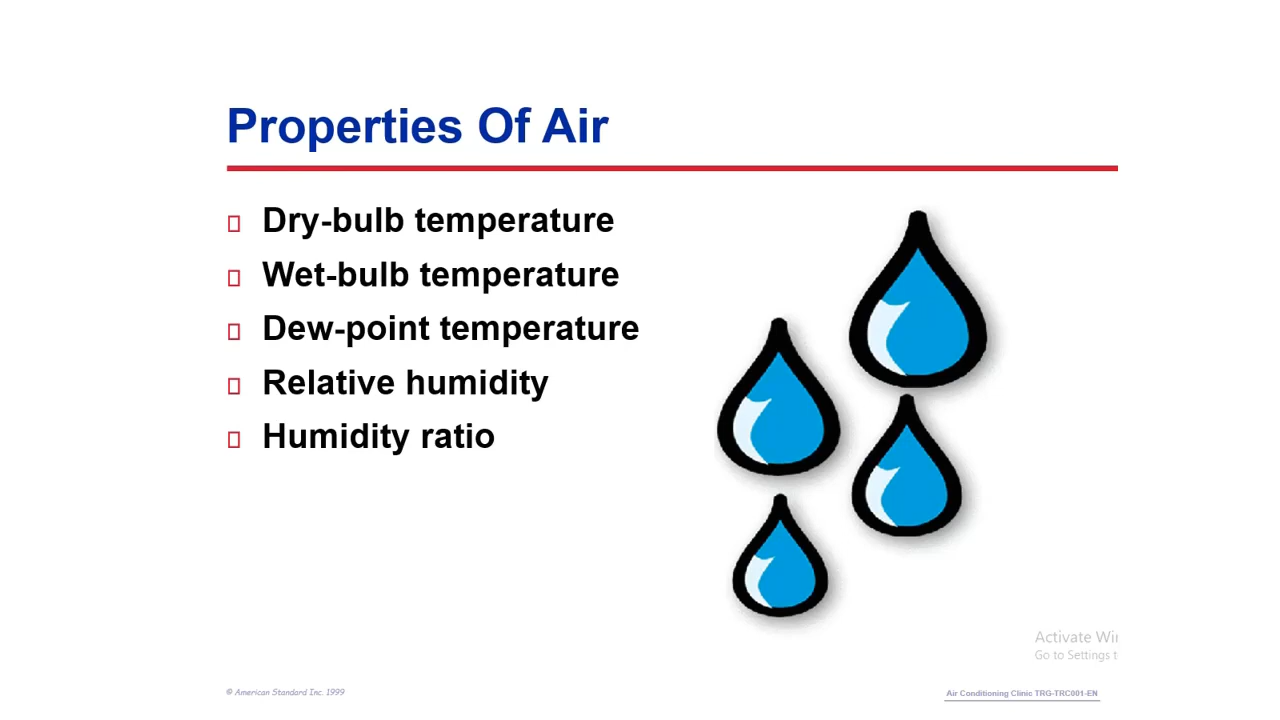 Properties Of Air
Dry-bulb temperature
Wet-bulb temperature
Dew-point temperature
Relative humidity
Humidity ratio
Activate Wi
Go to Settings t
© American Standard Inc. 1999
Air Conditioning Clinic TRG-TRC001-EN